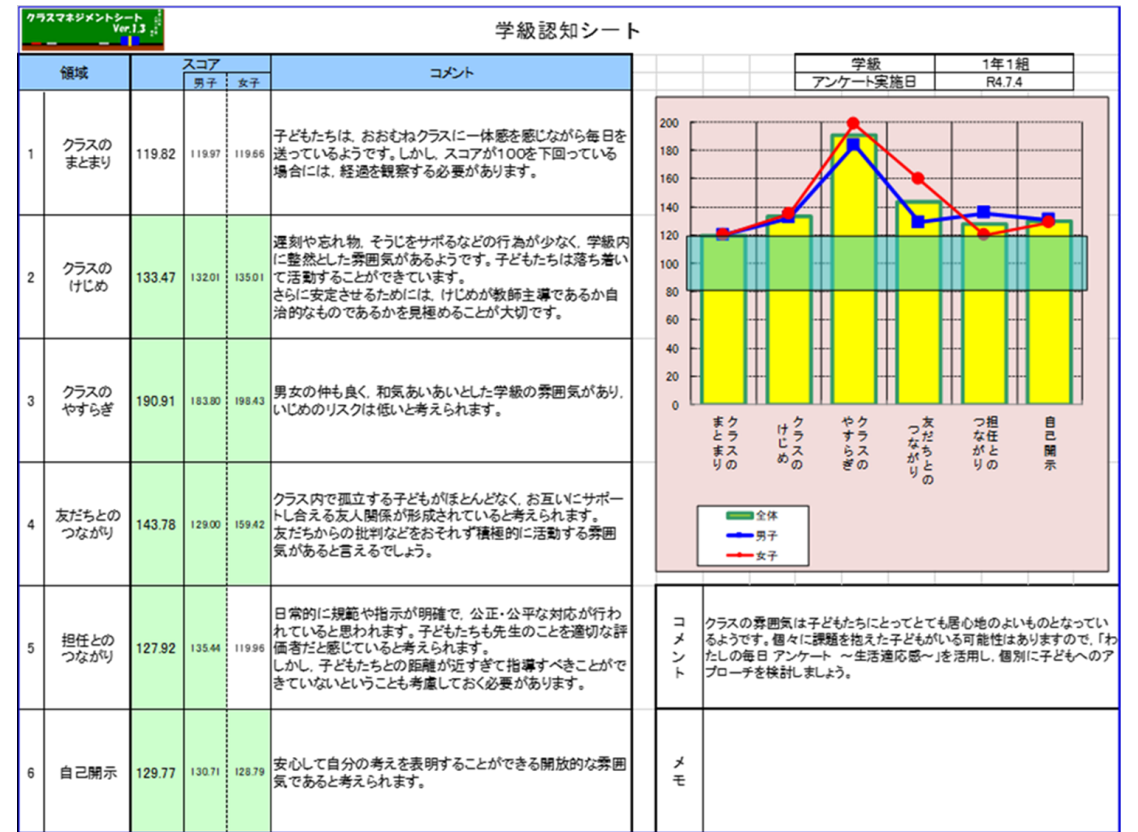 クラスマネジメントシート
Ver.1.3
学級認知シート
領域
スコア
男子
女子
コメント
学級
1年1組
アンケート実施日
R4.7.4
1
クラスの
まとまり
119.82
119.97
119.66
子どもたちは，おおむねクラスに一体感を感じながら毎日を
送っているようです。しかし，スコアが100を下回っている
場合には，経過を観察する必要があります。
2
クラスの
けじめ
133.47
132.01
135.01
遅刻や忘れ物，そうじをサボるなどの行為が少なく，学級内
に整然とした雰囲気があるようです。子どもたちは落ち着い
て活動することができています。
さらに安定させるためには，けじめが教師主導であるか自
治的なものであるかを見極めることが大切です。
3
クラスの
やすらぎ
190.91
183.80
198.43
男女の仲も良く，和気あいあいとした学級の雰囲気があり，
いじめのリスクは低いと考えられます。
4
友だちとの
つながり
143.78
129.00
159.42
クラス内で孤立する子どもがほとんどなく，お互いにサポー
トし合える友人関係が形成されていると考えられます。
友だちからの批判などをおそれず積極的に活動する雰囲
気があると言えるでしょう。
5
担任との
つながり
127.92
135.44
119.96
日常的に規範や指示が明確で，公正・公平な対応が行わ
れていると思われます。子どもたちも先生のことを適切な評
価者だと感じていると考えられます。
しかし，子どもたちとの距離が近すぎて指導すべきことがで
きていないということも考慮しておく必要があります。
6
自己開示
129.77
130.71
128.79
安心して自分の考えを表明することができる開放的な雰囲
気であると考えられます。
200
180
160
140
120
100
80
60
40
20
0
クラスの
まとまり
クラスの
けじめ
クラスの
やすらぎ
友だちとの
つながり
担任との
つながり
自己開示
全体
男子
女子
コメント
クラスの雰囲気は子どもたちにとってとても居心地のよいものとなってい
るようです。個々に課題を抱えた子どもがいる可能性はありますので，「わ
たしの毎日 アンケート ～生活適応感～」を活用し，個別に子どもへのア
プローチを検討しましょう。
メモ